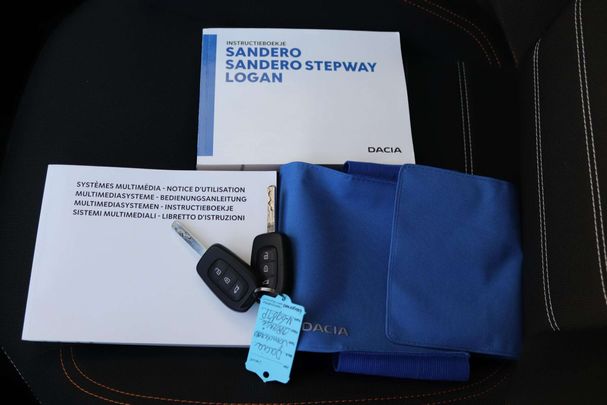 INSTRUCTIEBOEKJE
SANDERO
SANDERO STEPWAY
LOGAN
DACIA
SYSTÈMES MULTIMÉDIA - NOTICE D'UTILISATION
MULTIMEDIASYSTEME - BEDIENUNGSANLEITUNG
MULTIMEDIASYSTEMEN - INSTRUCTIEBOEKJE
SISTEMI MULTIMEDIALI - LIBRETTO D'ISTRUZIONI
DACIA
Dacia